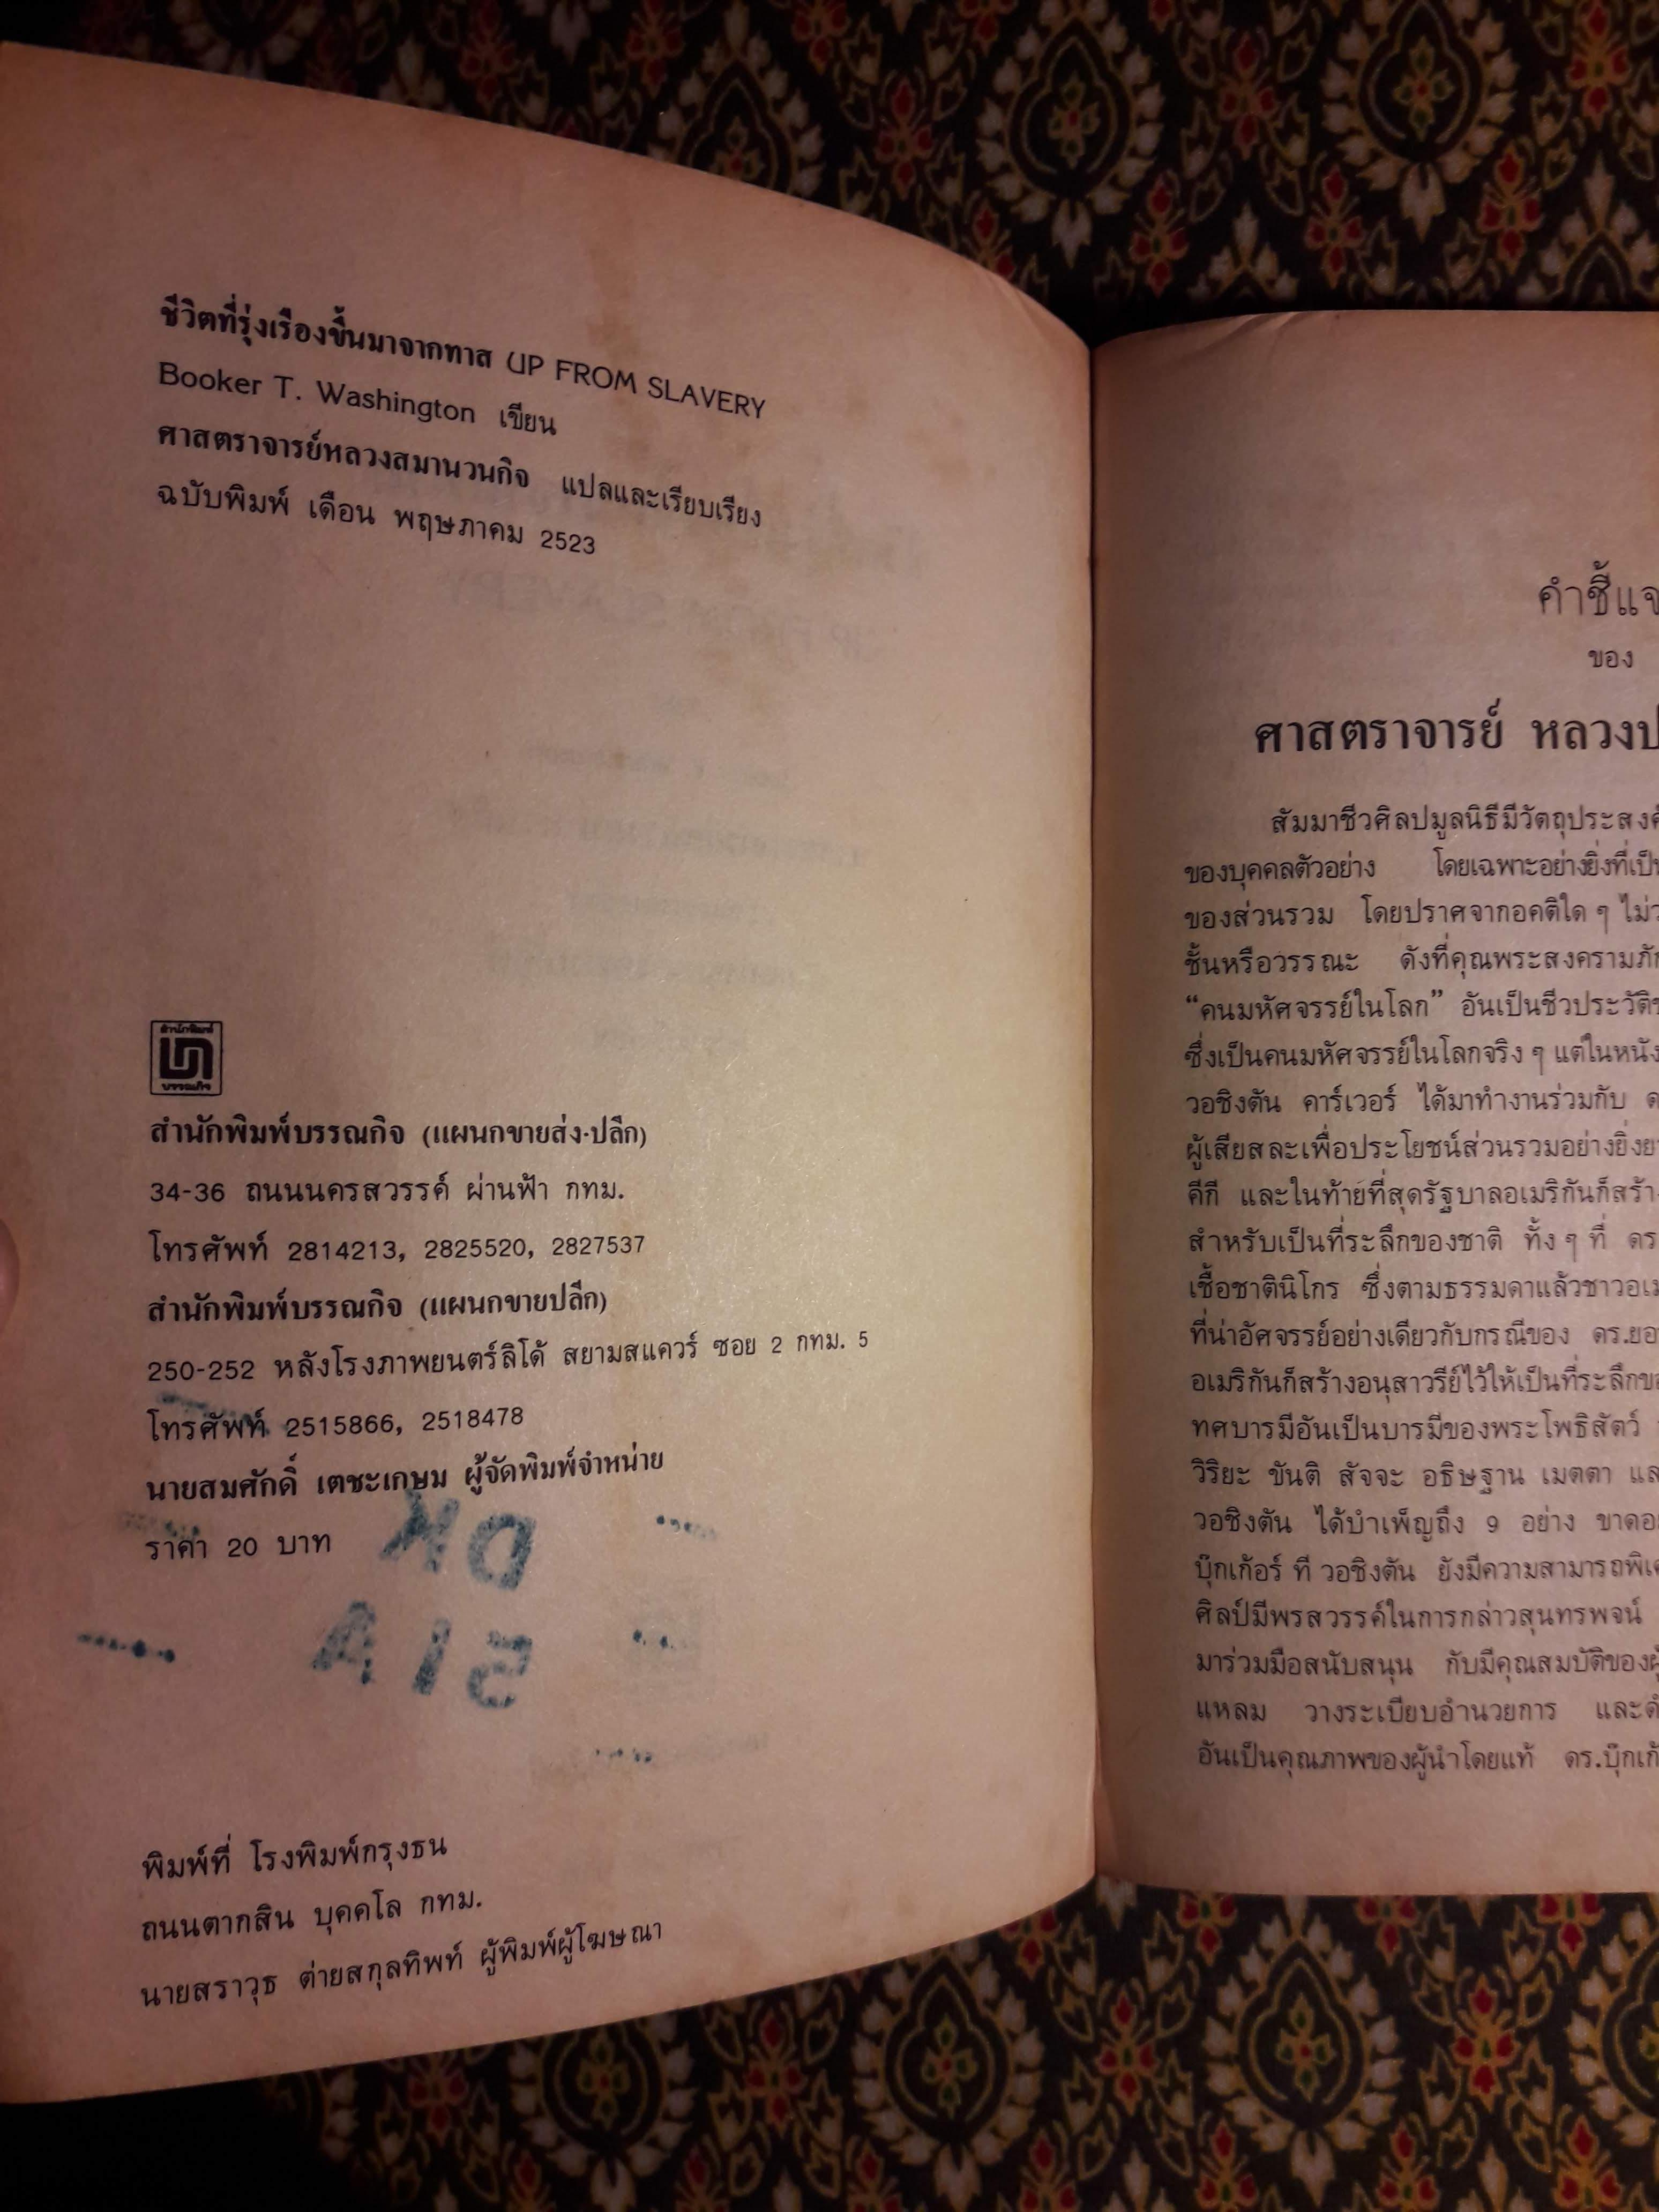 ชีวิตที่รุ่งเรืองขึ้นมาจากทาส UP FROM SLAVERY
Booker T. Washington เขียน
ศาสตราจารย์หลวงสมานวนกิจ แปลและเรียบเรียง
ฉบับพิมพ์ เดือน พฤษภาคม 2523
สำนักพิมพ์
บรรณกิจ
สำนักพิมพ์บรรณกิจ (แผนกขายส่ง-ปลีก)
34-36 ถนนนครสวรรค์ ผ่านฟ้า กทม.
โทรศัพท์ 2814213, 2825520, 2827537
สำนักพิมพ์บรรณกิจ (แผนกขายปลีก)
250-252 หลังโรงภาพยนตร์ลิโด้ สยามสแควร์ ซอย 2 กทม. 5
โทรศัพท์ 2515866, 2518478
นายสมศักดิ์ เตชะเกษม ผู้จัดพิมพ์จำหน่าย
ราคา 20 บาท
พิมพ์ที่ โรงพิมพ์กรุงธน
ถนนตากสิน บุคคโล กทม.
นายสราวุธ ต่ายสกุลทิพท์ ผู้พิมพ์ผู้โฆษณา
คำชี้แจ
ของ
ศาสตราจารย์ หลวงป
สัมมาชีวศิลปมูลนิธีมีวัตถุประสงค์
ของบุคคลตัวอย่าง โดยเฉพาะอย่างยิ่งที่เป็น
ของส่วนรวม โดยปราศจากอคติใด ๆ ไม่ว
ชั้นหรือวรรณะ ดังที่คุณพระสงครามภัก
“คนมหัศจรรย์ในโลก” อันเป็นชีวประวัติข
ซึ่งเป็นคนมหัศจรรย์ในโลกจริง ๆ แต่ในหนัง
วอชิงตัน คาร์เวอร์ ได้มาทำงานร่วมกับ ด
ผู้เสียสละเพื่อประโยชน์ส่วนรวมอย่างยิ่งย
คีกี และในท้ายที่สุดรัฐบาลอเมริกันก็สร้าง
สำหรับเป็นที่ระลึกของชาติ ทั้ง ๆ ที่ ดร
เชื้อชาตินิโกร ซึ่งตามธรรมดาแล้วชาวอเม
ที่น่าอัศจรรย์อย่างเดียวกับกรณีของ ดร.ยอ
อเมริกันก็สร้างอนุสาวรีย์ไว้ให้เป็นที่ระลึกข
ทศบารมีอันเป็นบารมีของพระโพธิสัตว์
วิริยะ ขันติ สัจจะ อธิษฐาน เมตตา แล
วอชิงตัน ได้บำเพ็ญถึง 9 อย่าง ขาดอ
บุ๊กเก้อร์ ที วอชิงตัน ยังมีความสามารถพิเ
ศิลป์มีพรสวรรค์ในการกล่าวสุนทรพจน์
มาร่วมมือสนับสนุน กับมีคุณสมบัติของผู้
แหลม วางระเบียบอำนวยการ และดำ
อันเป็นคุณภาพของผู้นำโดยแท้ ดร.บุ๊กเก้